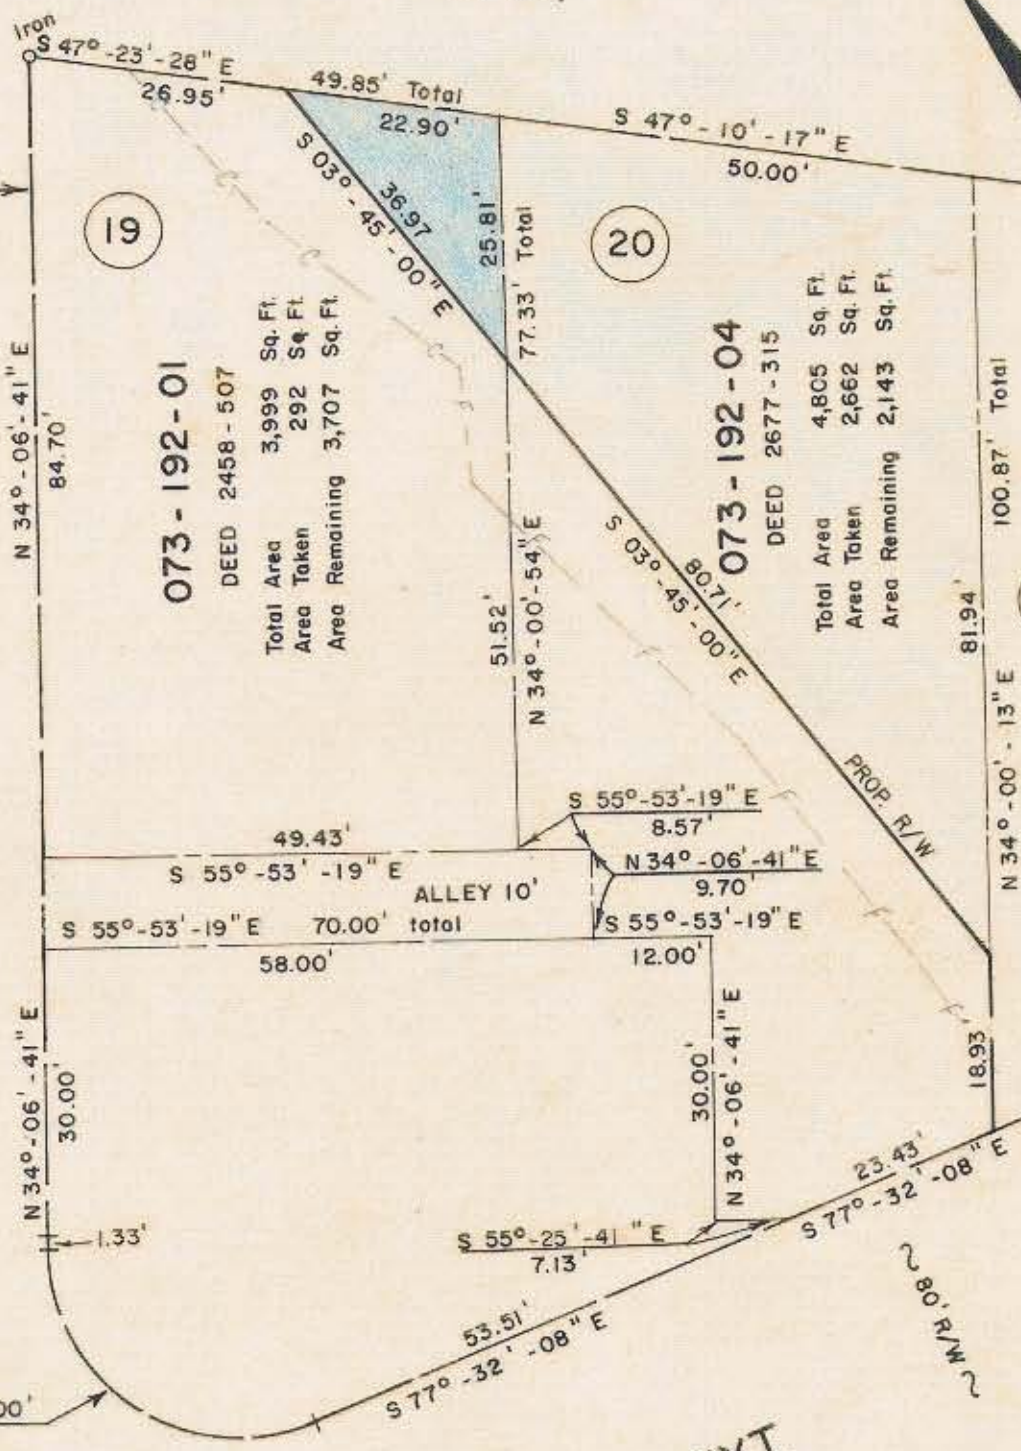 Iron
S 47°-23'-28" E
26.95'
49.85' Total
22.90'
S 47°-10'-17" E
50.00'
36.97
S 03°-45'-00" E
25.81'
77.33' Total
19
20
N 34°-06'-41" E
84.70'
073-192-01
DEED 2458-507
Total Area 3,999 Sq. Ft.
Area Taken 292 Sq. Ft.
Area Remaining 3,707 Sq. Ft.
073-192-04
DEED 2677-315
Total Area 4,805 Sq. Ft.
Area Taken 2,662 Sq. Ft.
Area Remaining 2,143 Sq. Ft.
100.87' Total
81.94'
N 34°-00'-13" E
51.52'
N 34°-00'-54" E
80.71'
S 03°-45'-00" E
PROP. R/W
S 55°-53'-19" E
8.57'
49.43'
S 55°-53'-19" E
N 34°-06'-41" E
9.70'
ALLEY 10'
S 55°-53'-19" E 70.00' total
58.00'
S 55°-53'-19" E
12.00'
N 34°-06'-41" E
30.00'
30.00'
N 34°-06'-41" E
18.93'
1.33'
S 55°-25'-41" E
7.13'
23.43'
S 77°-32'-08" E
53.51'
S 77°-32'-08" E
80' R/W